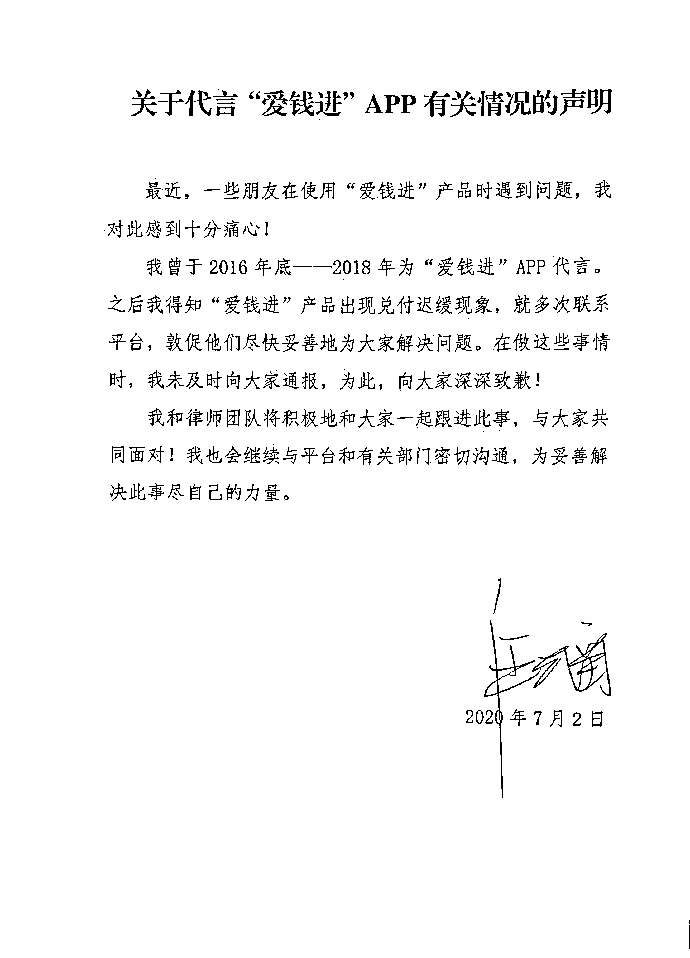 关于代言“爱钱进”APP有关情况的声明
最近，一些朋友在使用“爱钱进”产品时遇到问题，我
对此感到十分痛心！
我曾于2016年底——2018年为“爱钱进”APP代言。
之后我得知“爱钱进”产品出现兑付迟缓现象，就多次联系
平台，敦促他们尽快妥善地为大家解决问题。在做这些事情
时，我未及时向大家通报，为此，向大家深深致歉！
我和律师团队将积极地和大家一起跟进此事，与大家共
同面对！我也会继续与平台和有关部门密切沟通，为妥善解
决此事尽自己的力量。
2020年7月2日